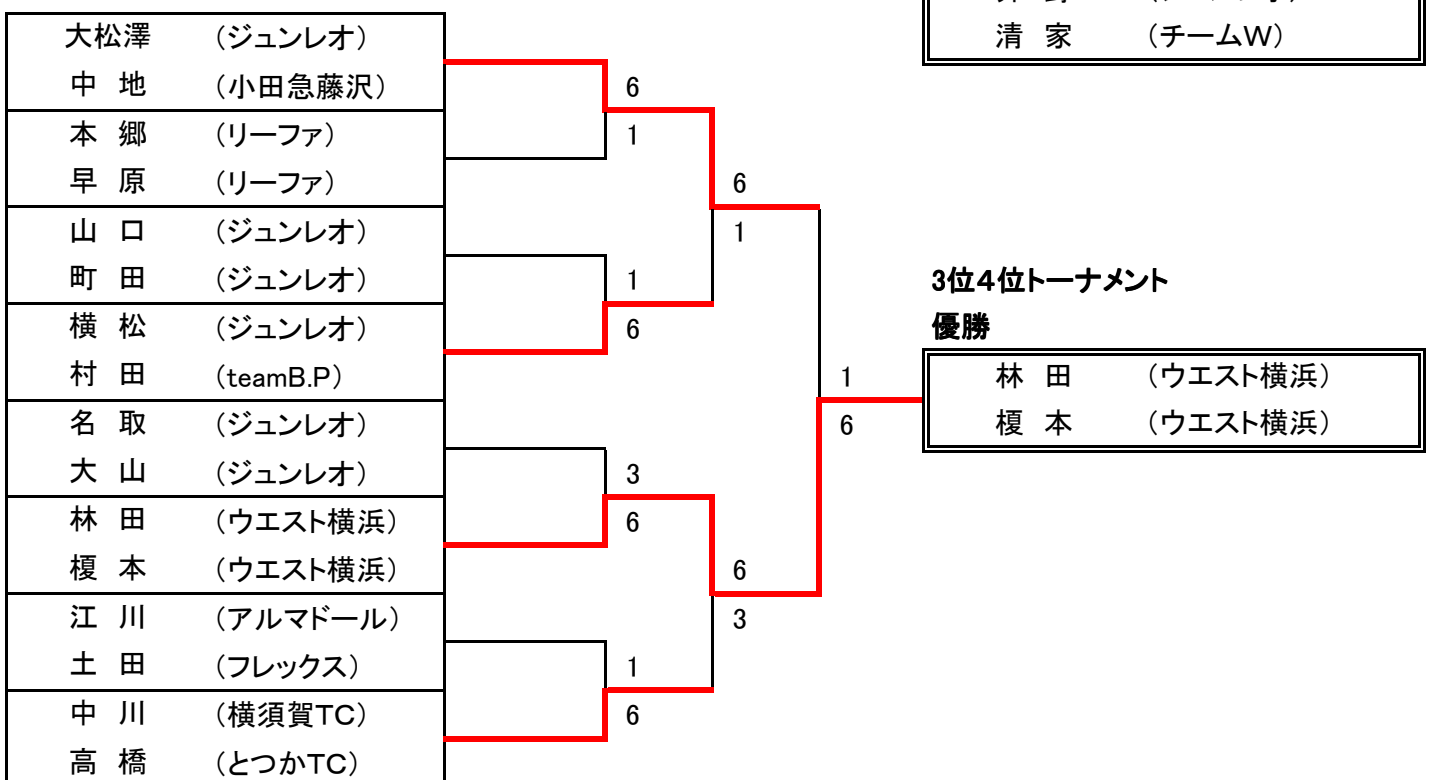 大松澤 （ジュンレオ）
中 地 （小田急藤沢）
本 郷 （リーファ）
早 原 （リーファ）
山 口 （ジュンレオ）
町 田 （ジュンレオ）
横 松 （ジュンレオ）
村 田 （teamB.P）
名 取 （ジュンレオ）
大 山 （ジュンレオ）
林 田 （ウエスト横浜）
榎 本 （ウエスト横浜）
江 川 （アルマドール）
土 田 （フレックス）
中 川 （横須賀TC）
高 橋 （とつかTC）
6
1
1
6
3
6
1
6
6
1
6
3
1
6
清 家 （チームW）
3位4位トーナメント
優勝
林 田 （ウエスト横浜）
榎 本 （ウエスト横浜）